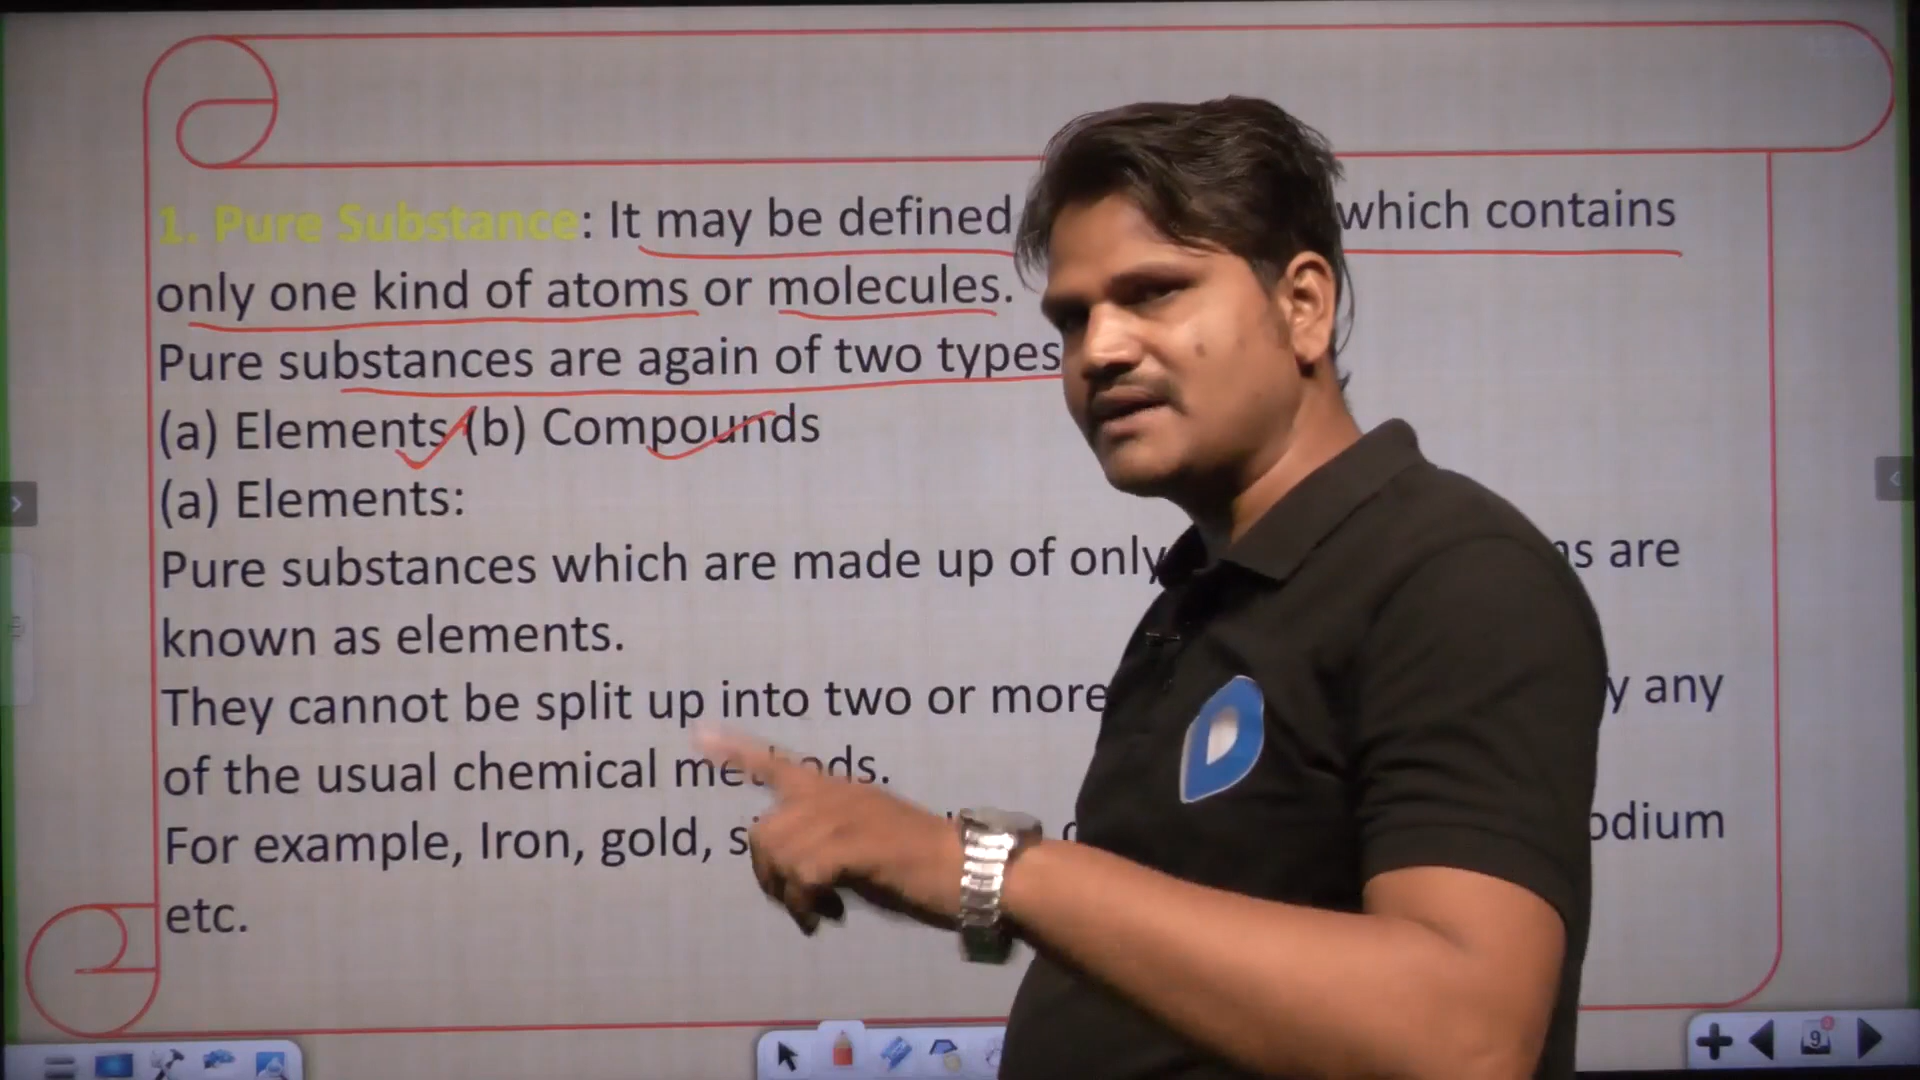 1. Pure Substance: It may be defined which contains
only one kind of atoms or molecules.
Pure substances are again of two types
(a) Elements (b) Compounds
(a) Elements:
Pure substances which are made up of only are
known as elements.
They cannot be split up into two or more any
of the usual chemical methods.
For example, Iron, gold,
etc.
9